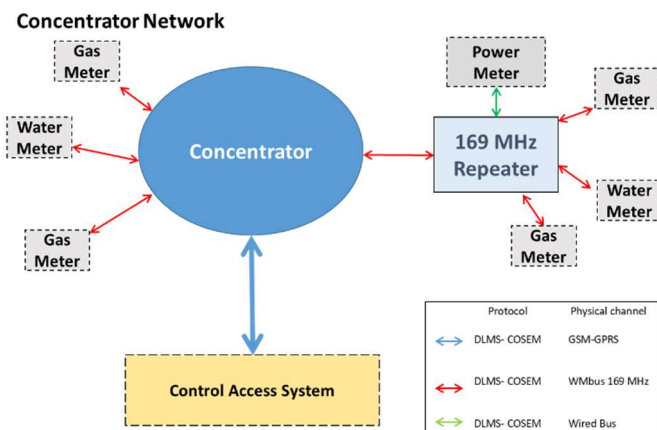 Concentrator Network
Gas
Meter
Power
Meter
Gas
Meter
Water
Meter
Concentrator
169 MHz
Repeater
Water
Meter
Gas
Meter
Gas
Meter
Protocol Physical channel
DLMS- COSEM GSM-GPRS
DLMS- COSEM WMbus 169 MHz
DLMS- COSEM Wired Bus
Control Access System